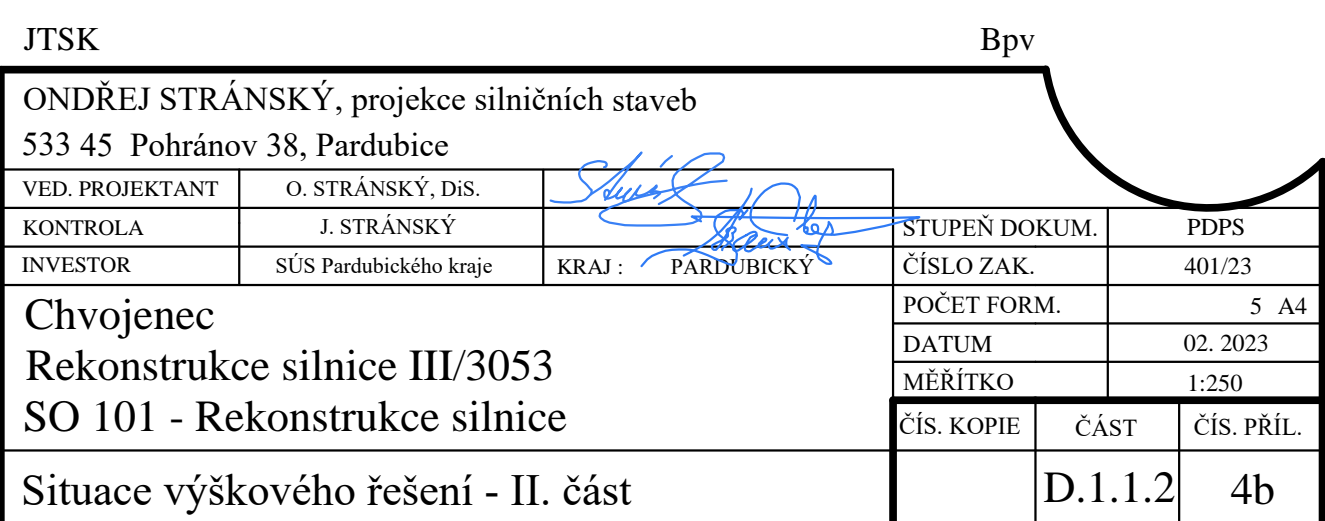 JTSK Bpv
ONDŘEJ STRÁNSKÝ, projekce silničních staveb
533 45 Pohránov 38, Pardubice
VED. PROJEKTANT O. STRÁNSKÝ, DiS.
KONTROLA J. STRÁNSKÝ STUPEŇ DOKUM. PDPS
INVESTOR SÚS Pardubického kraje KRAJ : PARDUBICKÝ ČÍSLO ZAK. 401/23
POČET FORM. 5 A4
DATUM 02. 2023
MĚŘÍTKO 1:250
Chvojenec
Rekonstrukce silnice III/3053
SO 101 - Rekonstrukce silnice
ČÍS. KOPIE ČÁST ČÍS. PŘÍL.
Situace výškového řešení - II. část D.1.1.2 4b